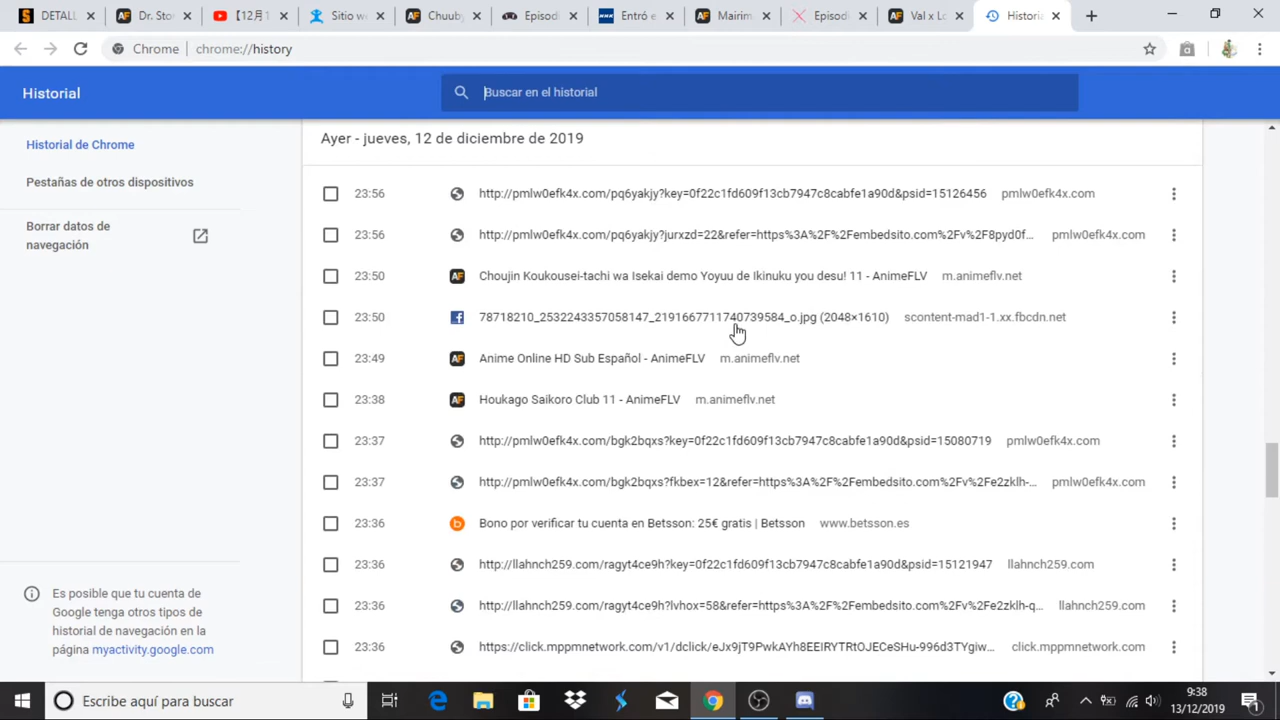 DETALL
Dr. Sto
【12月1
Sitio we
Chuuby
Episodi
Entró e
Mairim
Episodi
Val x Lo
Historia
Chrome
chrome://history
Historial
Buscar en el historial
Historial de Chrome
Pestañas de otros dispositivos
Borrar datos de
navegación
Es posible que tu cuenta de
Google tenga otros tipos de
historial de navegación en la
página myactivity.google.com
Ayer - jueves, 12 de diciembre de 2019
23:56 http://pmlw0efk4x.com/pq6yakjy?key=0f22c1fd609f13cb7947c8cabfe1a90d&psid=15126456 pmlw0efk4x.com
23:56 http://pmlw0efk4x.com/pq6yakjy?jurxzd=22&refer=https%3A%2F%2Fembedsito.com%2Fv%2F8pyd0f... pmlw0efk4x.com
23:50 Choujin Koukousei-tachi wa Isekai demo Yoyuu de Ikinuku you desu! 11 - AnimeFLV m.animeflv.net
23:50 78718210_2532243357058147_2191667711740739584_o.jpg (2048×1610) scontent-mad1-1.xx.fbcdn.net
23:49 Anime Online HD Sub Español - AnimeFLV m.animeflv.net
23:38 Houkago Saikoro Club 11 - AnimeFLV m.animeflv.net
23:37 http://pmlw0efk4x.com/bgk2bqxs?key=0f22c1fd609f13cb7947c8cabfe1a90d&psid=15080719 pmlw0efk4x.com
23:37 http://pmlw0efk4x.com/bgk2bqxs?fkbex=12&refer=https%3A%2F%2Fembedsito.com%2Fv%2Fe2zklh-... pmlw0efk4x.com
23:36 Bono por verificar tu cuenta en Betsson: 25€ gratis | Betsson www.betsson.es
23:36 http://llahnch259.com/ragyt4ce9h?key=0f22c1fd609f13cb7947c8cabfe1a90d&psid=15121947 llahnch259.com
23:36 http://llahnch259.com/ragyt4ce9h?lvhox=58&refer=https%3A%2F%2Fembedsito.com%2Fv%2Fe2zklh-q... llahnch259.com
23:36 https://click.mppmnetwork.com/v1/dclick/eJx9jT9PwkAYh8EEIRYTRtOJECeSHu-996d3TYgiw... click.mppmnetwork.com
Escribe aquí para buscar
9:38
13/12/2019
1